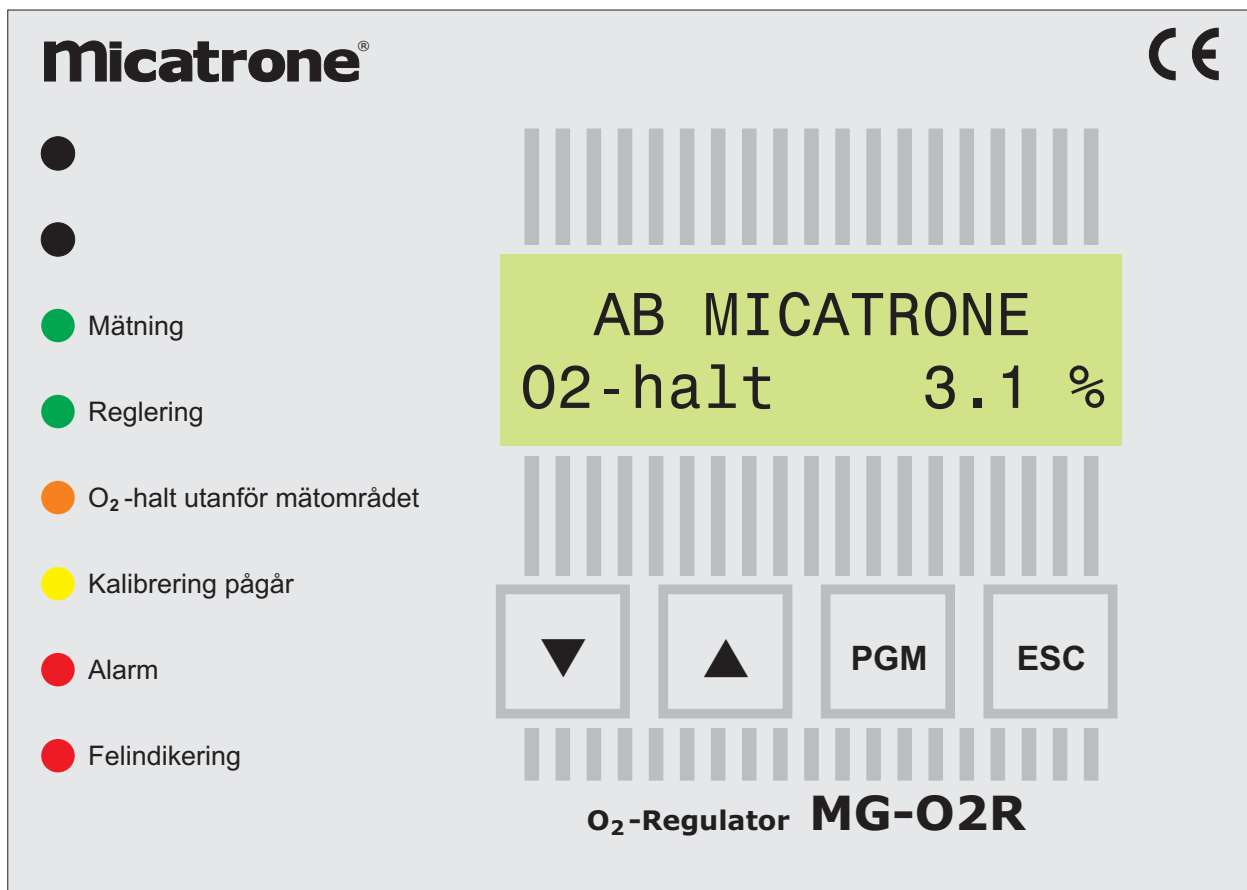 Micatrone®
CE
Mätning
Reglering
O₂-halt utanför mätområdet
Kalibrering pågår
Alarm
Felindikering
AB MICATRONE
O2-halt 3.1 %
▼ ▲ PGM ESC
O₂-Regulator MG-O2R